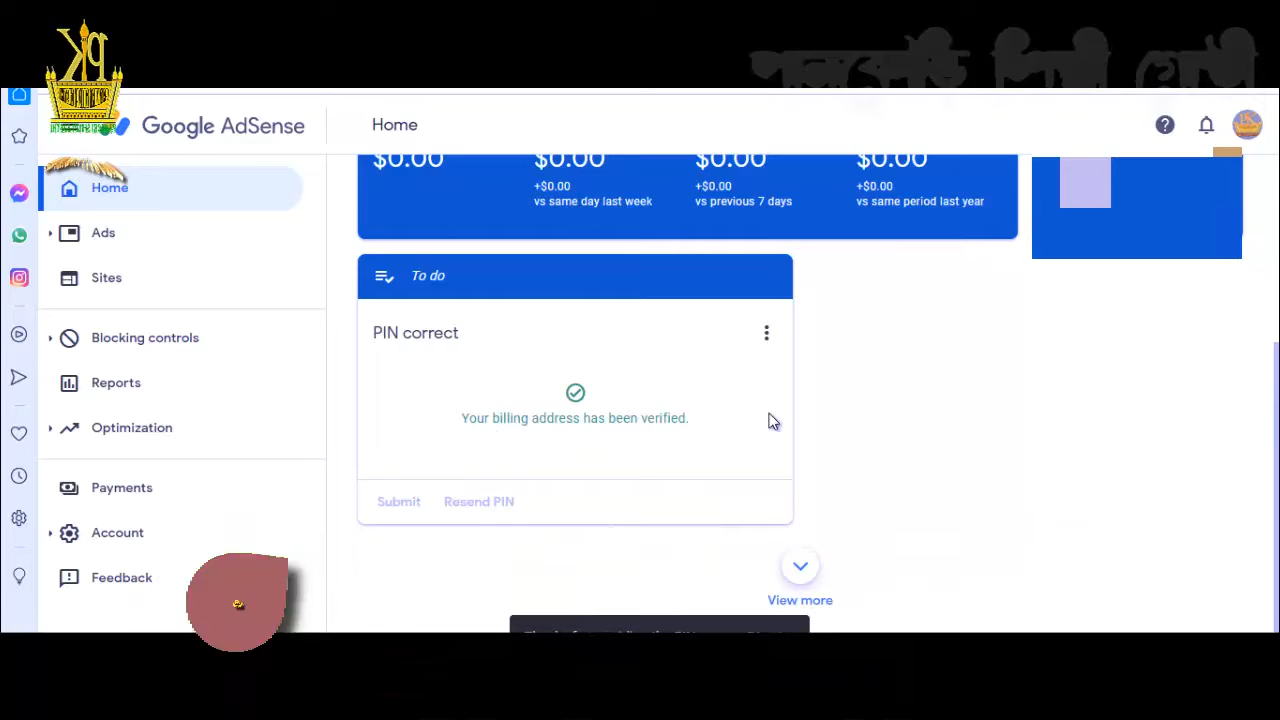 Google AdSense
Home
Home
$0.00 $0.00 $0.00 $0.00
+$0.00 +$0.00 +$0.00
vs same day last week vs previous 7 days vs same period last year
Ads
Sites
Blocking controls
Reports
Optimization
Payments
Account
Feedback
To do
PIN correct
Your billing address has been verified.
Submit Resend PIN
View more